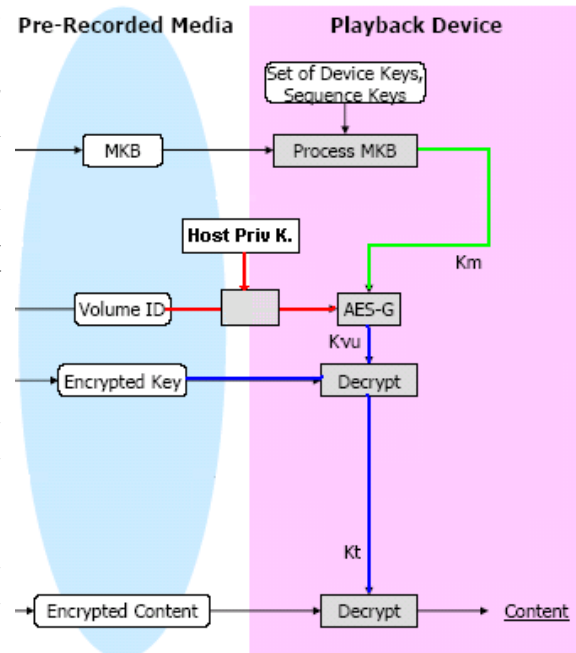 Pre-Recorded Media
Playback Device
Set of Device Keys,
Sequence Keys
MKB
Process MKB
Host Priv K.
Km
Volume ID
AES-G
Kvu
Encrypted Key
Decrypt
Kt
Encrypted Content
Decrypt
Content